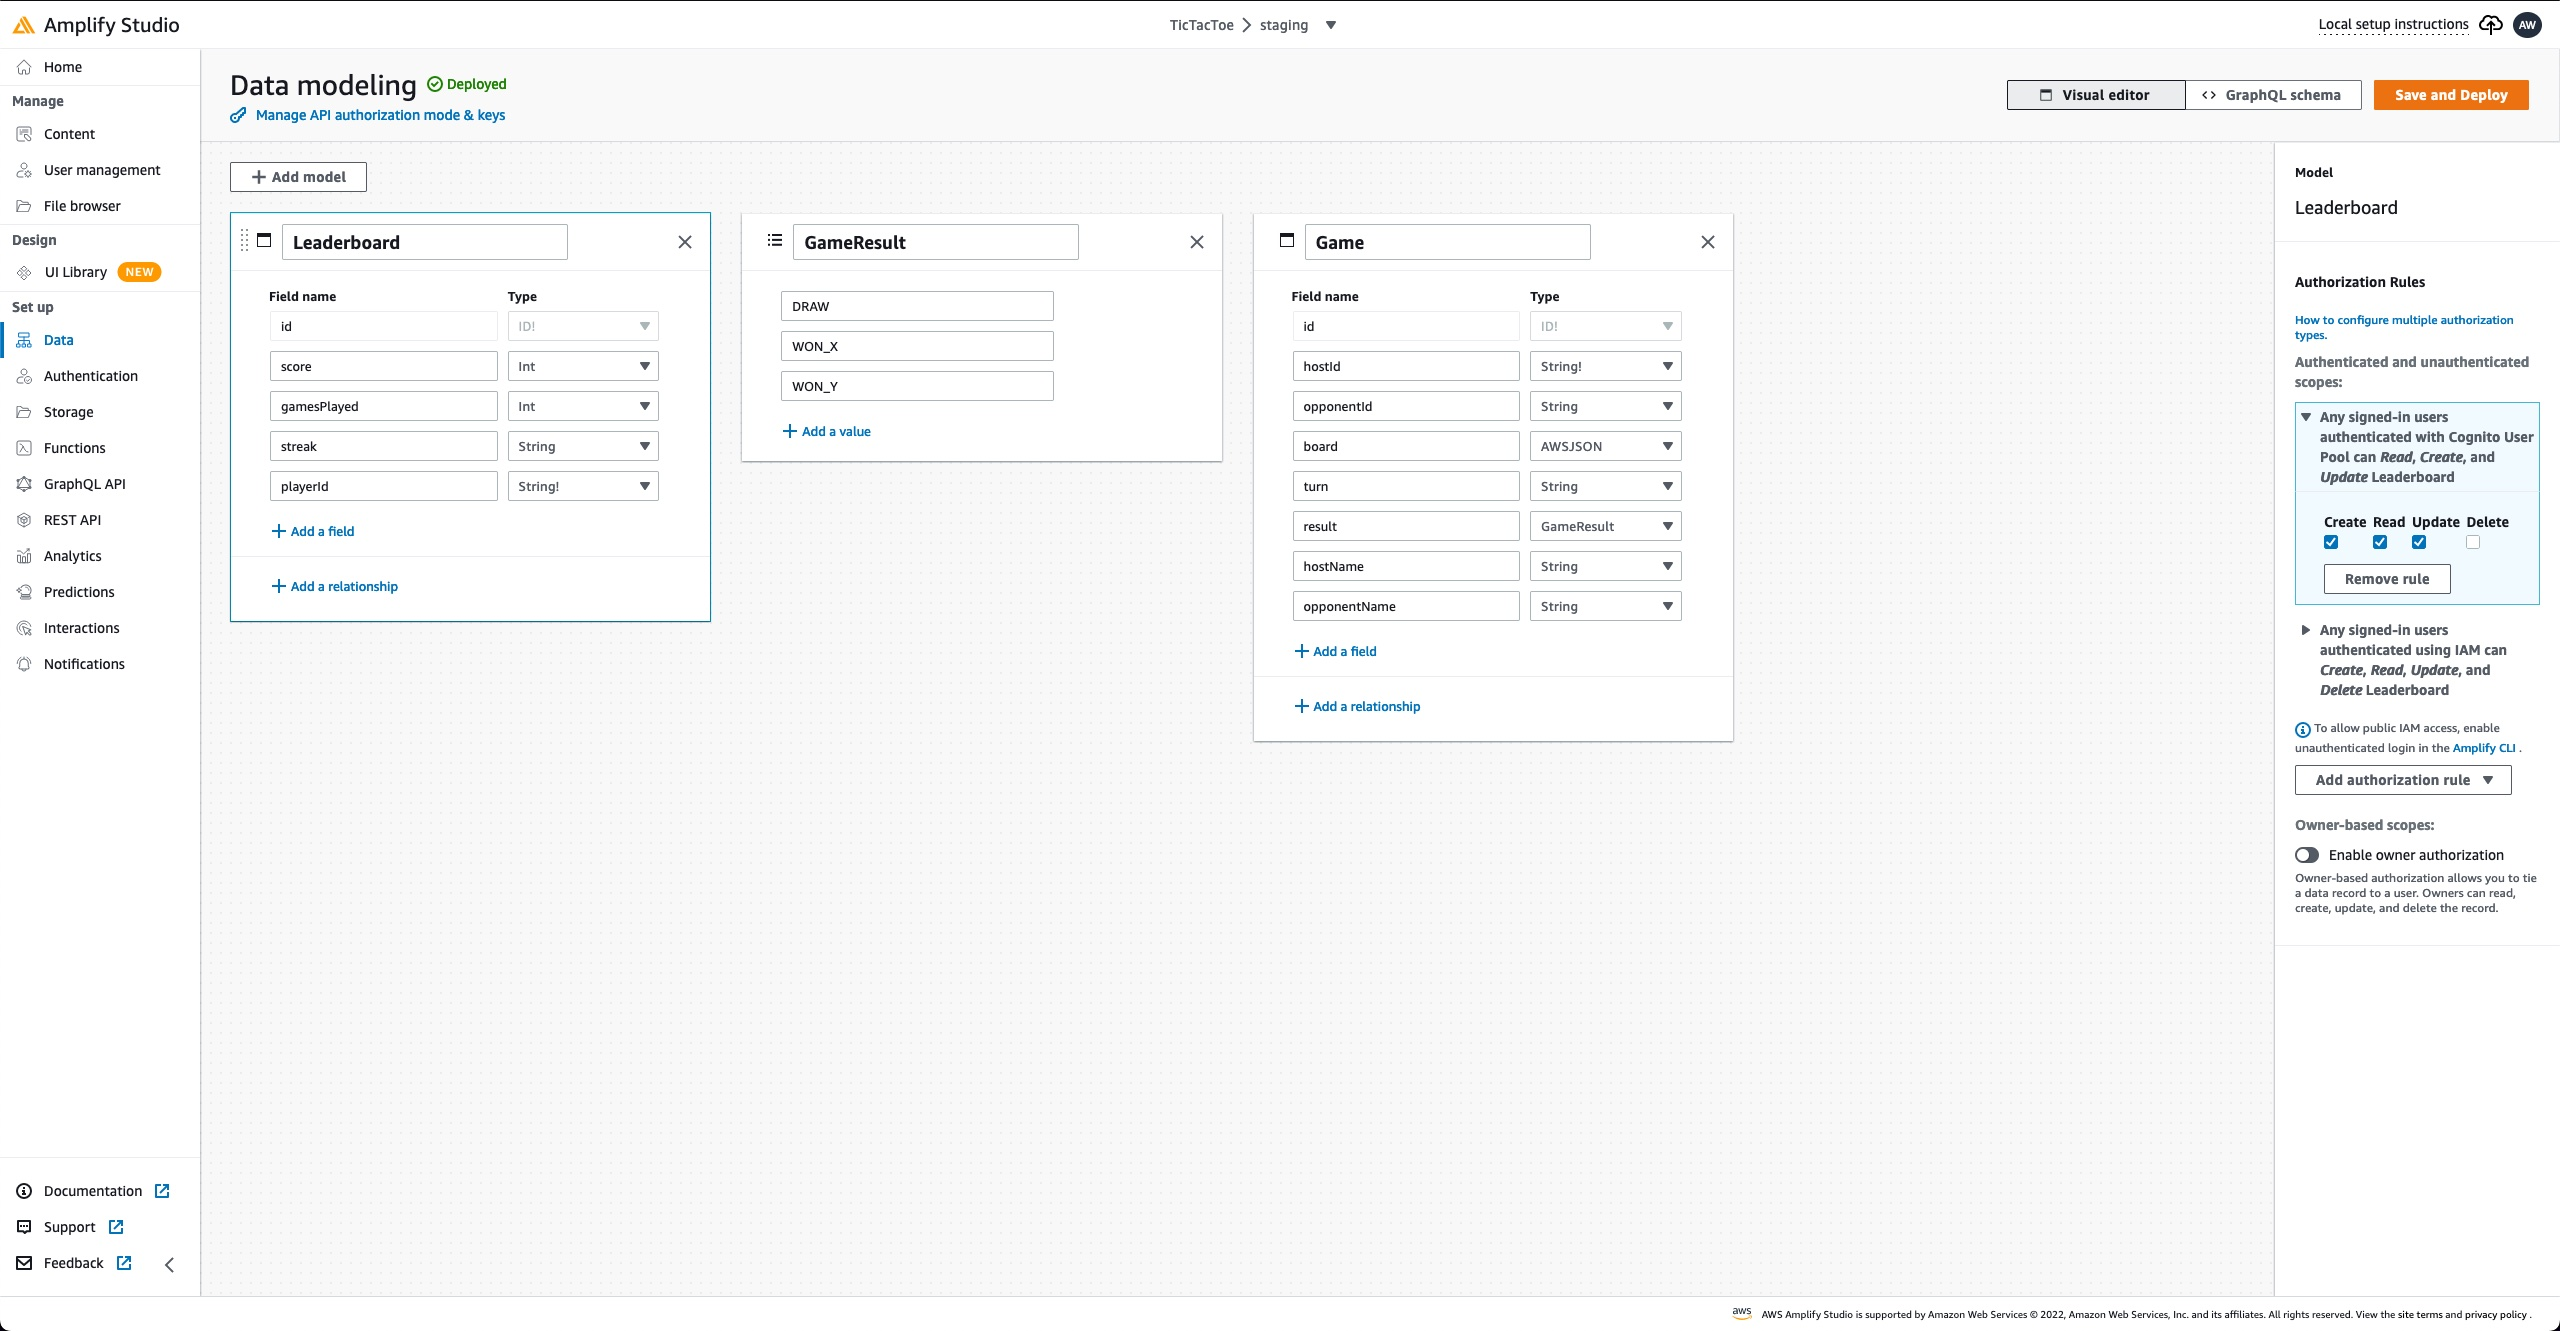 Amplify Studio
TicTacToe > staging
Local setup instructions
AW
Home
Manage
Content
User management
File browser
Design
UI Library NEW
Set up
Data
Authentication
Storage
Functions
GraphQL API
REST API
Analytics
Predictions
Interactions
Notifications
Documentation
Support
Feedback
Data modeling
Deployed
Manage API authorization mode & keys
Visual editor
<> GraphQL schema
Save and Deploy
+ Add model
Leaderboard
Field name Type
id ID!
score Int
gamesPlayed Int
streak String
playerId String!
+ Add a field
+ Add a relationship
GameResult
DRAW
WON_X
WON_Y
+ Add a value
Game
Field name Type
id ID!
hostId String!
opponentId String
board AWSJSON
turn String
result GameResult
hostName String
opponentName String
+ Add a field
+ Add a relationship
Model
Leaderboard
Authorization Rules
How to configure multiple authorization
types.
Authenticated and unauthenticated
scopes:
Any signed-in users
authenticated with Cognito User
Pool can Read, Create, and
Update Leaderboard
Create Read Update Delete
Remove rule
Any signed-in users
authenticated using IAM can
Create, Read, Update, and
Delete Leaderboard
To allow public IAM access, enable
unauthenticated login in the Amplify CLI .
Add authorization rule
Owner-based scopes:
Enable owner authorization
Owner-based authorization allows you to tie
a data record to a user. Owners can read,
create, update, and delete the record.
aws AWS Amplify Studio is supported by Amazon Web Services © 2022, Amazon Web Services, Inc. and its affiliates. All rights reserved. View the site terms and privacy policy .